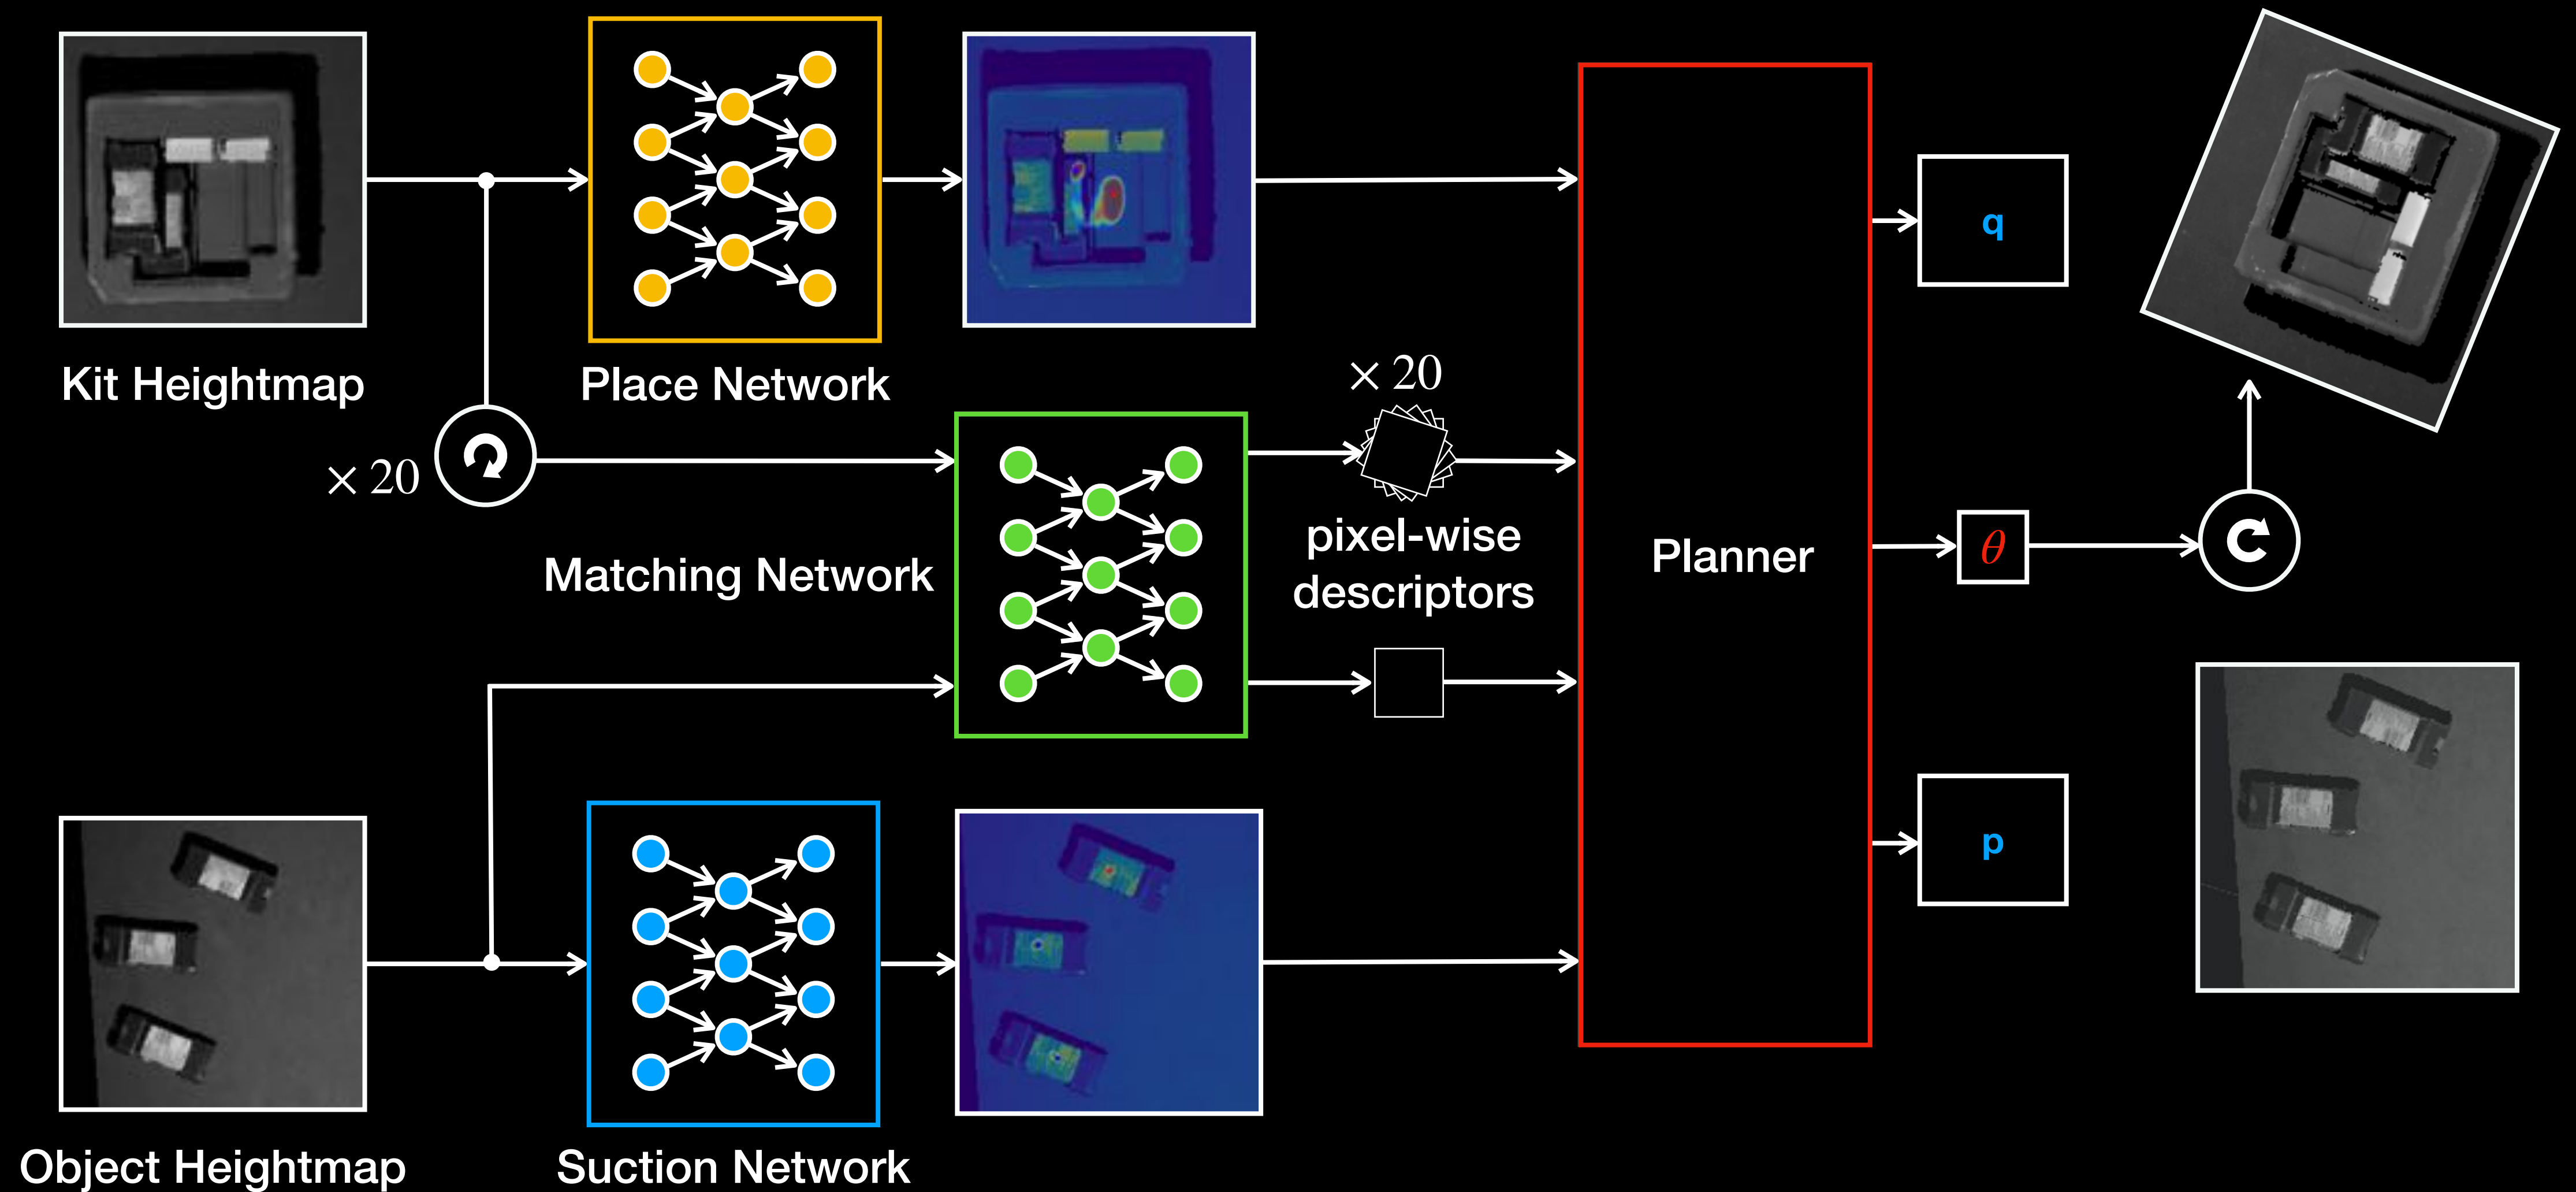 Kit Heightmap
Place Network
× 20
× 20
Matching Network
pixel-wise
descriptors
Planner
q
θ
p
Object Heightmap
Suction Network